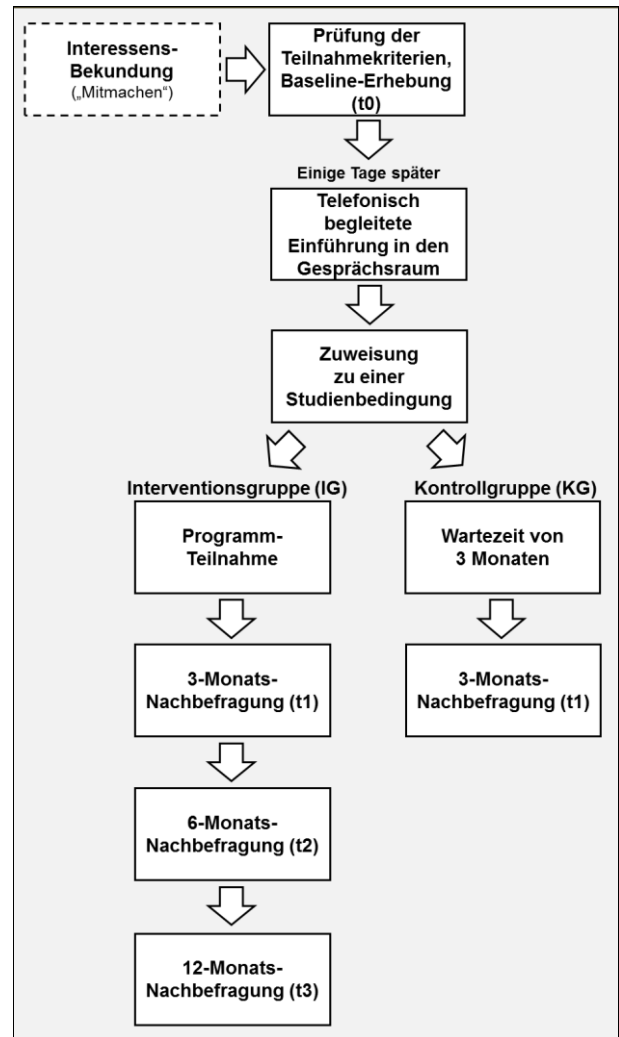 Interessens-
Bekundung
(„Mitmachen“)
Prüfung der
Teilnahmekriterien,
Baseline-Erhebung
(t0)
Einige Tage später
Telefonisch
begleitete
Einführung in den
Gesprächsraum
Zuweisung
zu einer
Studienbedingung
Interventionsgruppe (IG)
Programm-
Teilnahme
3-Monats-
Nachbefragung (t1)
6-Monats-
Nachbefragung (t2)
12-Monats-
Nachbefragung (t3)
Kontrollgruppe (KG)
Wartezeit von
3 Monaten
3-Monats-
Nachbefragung (t1)